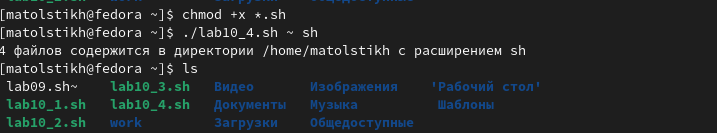 [matolstikh@fedora ~]$ chmod +x *.sh
[matolstikh@fedora ~]$ ./lab10_4.sh ~ sh
4 файлов содержится в директории /home/matolstikh с расширением sh
[matolstikh@fedora ~]$ ls
lab09.sh~ lab10_3.sh Видео Изображения 'Рабочий стол'
lab10_1.sh lab10_4.sh Документы Музыка Шаблоны
lab10_2.sh work Загрузки Общедоступные